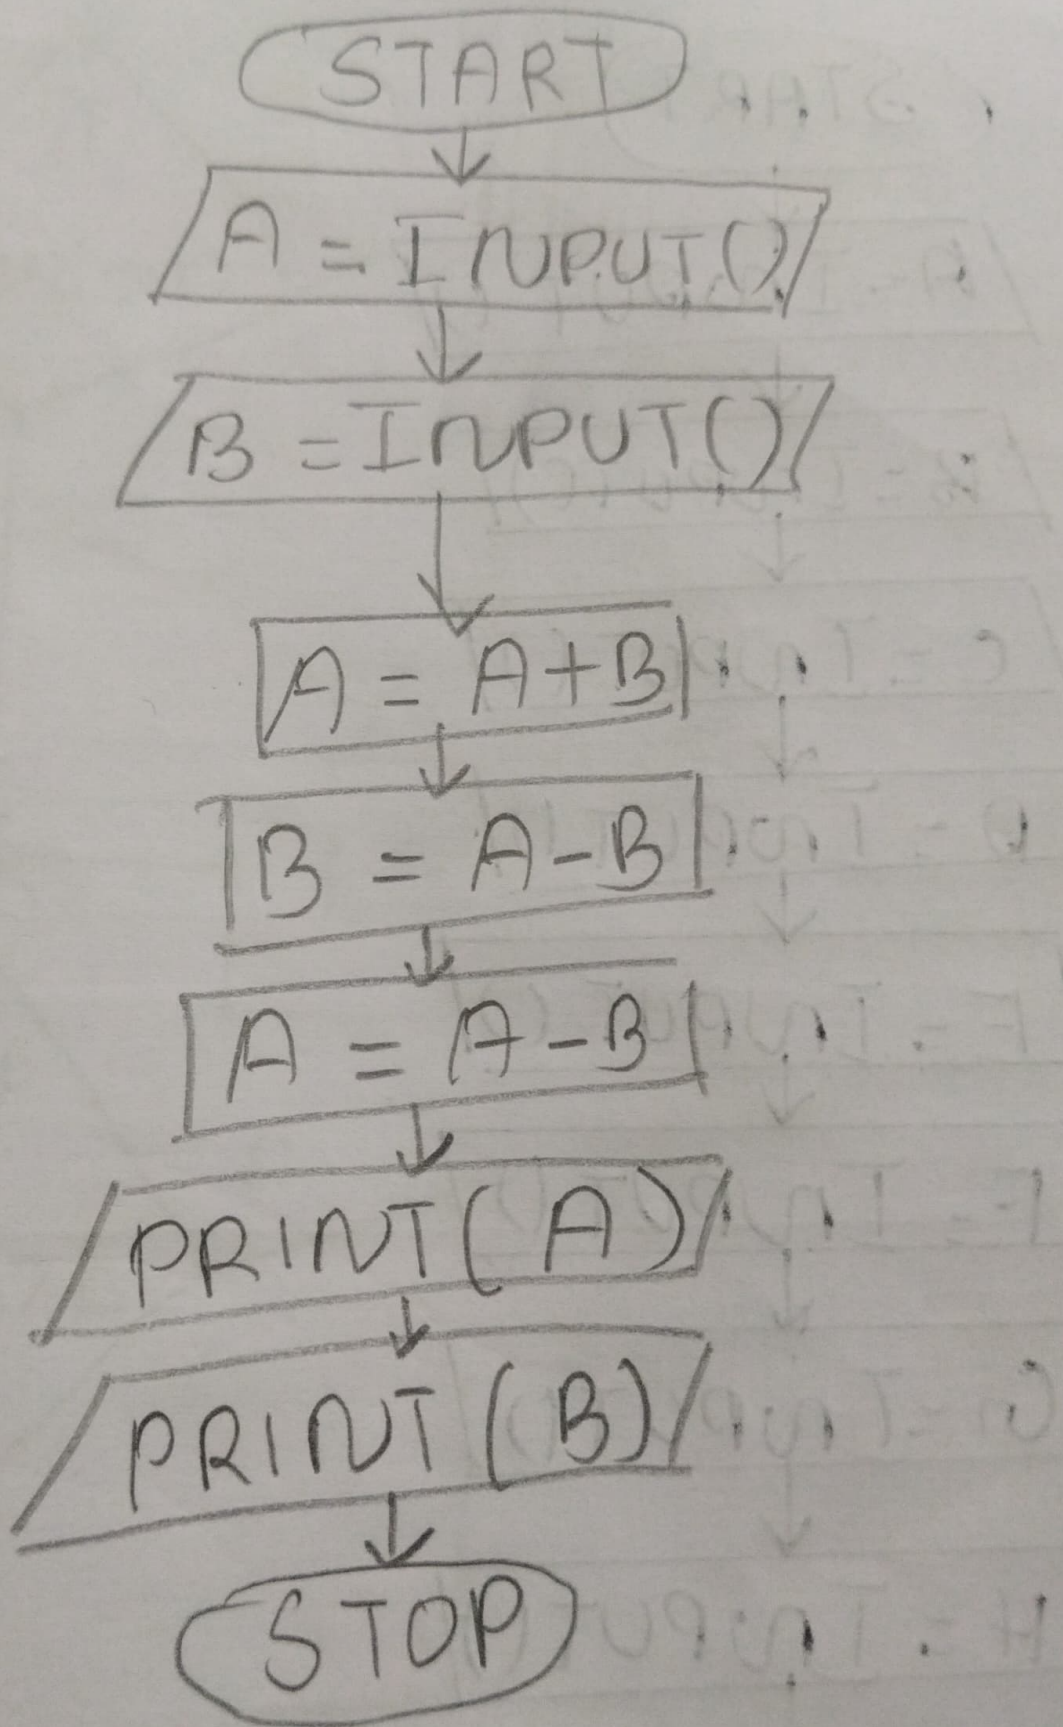 START
A = INPUT()
B = INPUT()
A = A+B
B = A-B
A = A-B
PRINT(A)
PRINT(B)
STOP